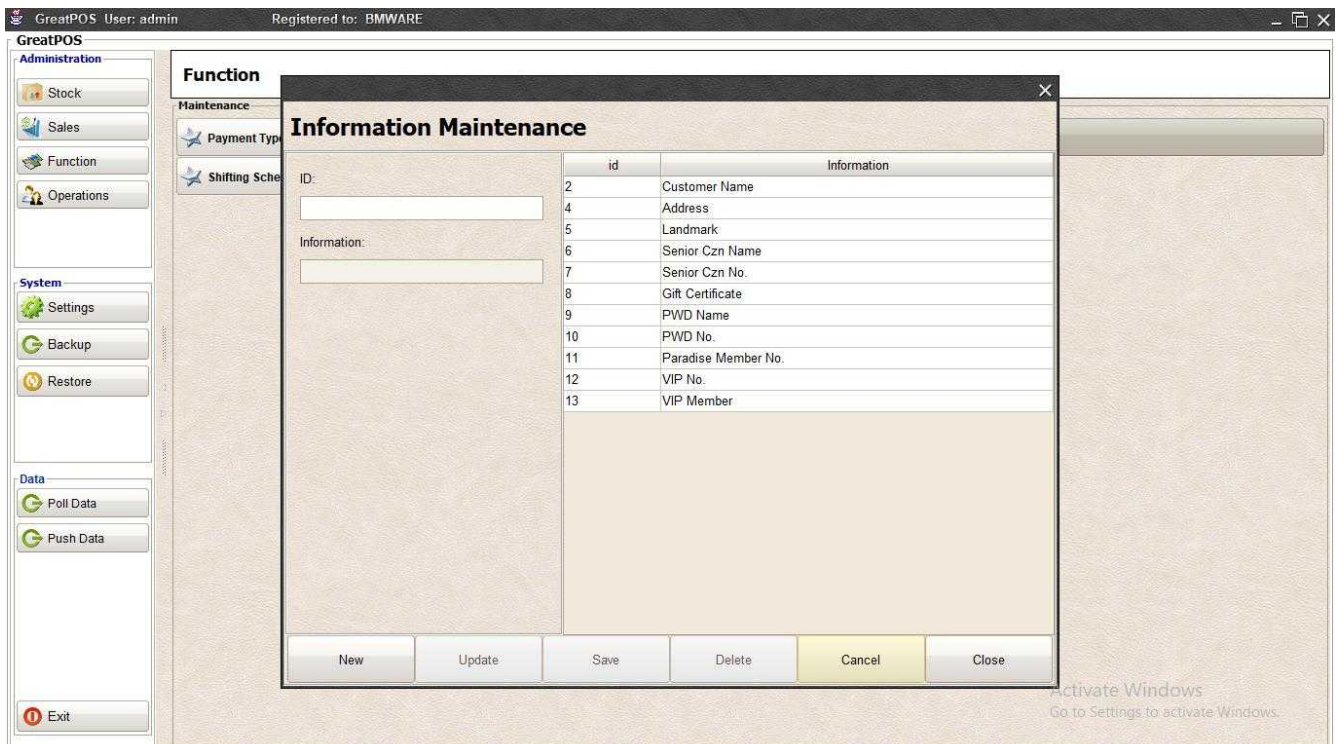 GreatPOS User: admin Registered to: BMWARE
GreatPOS
Administration
Stock
Sales
Function
Operations
System
Settings
Backup
Restore
Data
Poll Data
Push Data
Exit
Function
Maintenance
Payment Typ
Shifting Sche
Information Maintenance
ID:
Information:
id Information
2 Customer Name
4 Address
5 Landmark
6 Senior Czn Name
7 Senior Czn No.
8 Gift Certificate
9 PWD Name
10 PWD No.
11 Paradise Member No.
12 VIP No.
13 VIP Member
New Update Save Delete Cancel Close
Activate Windows
Go to Settings to activate Windows.